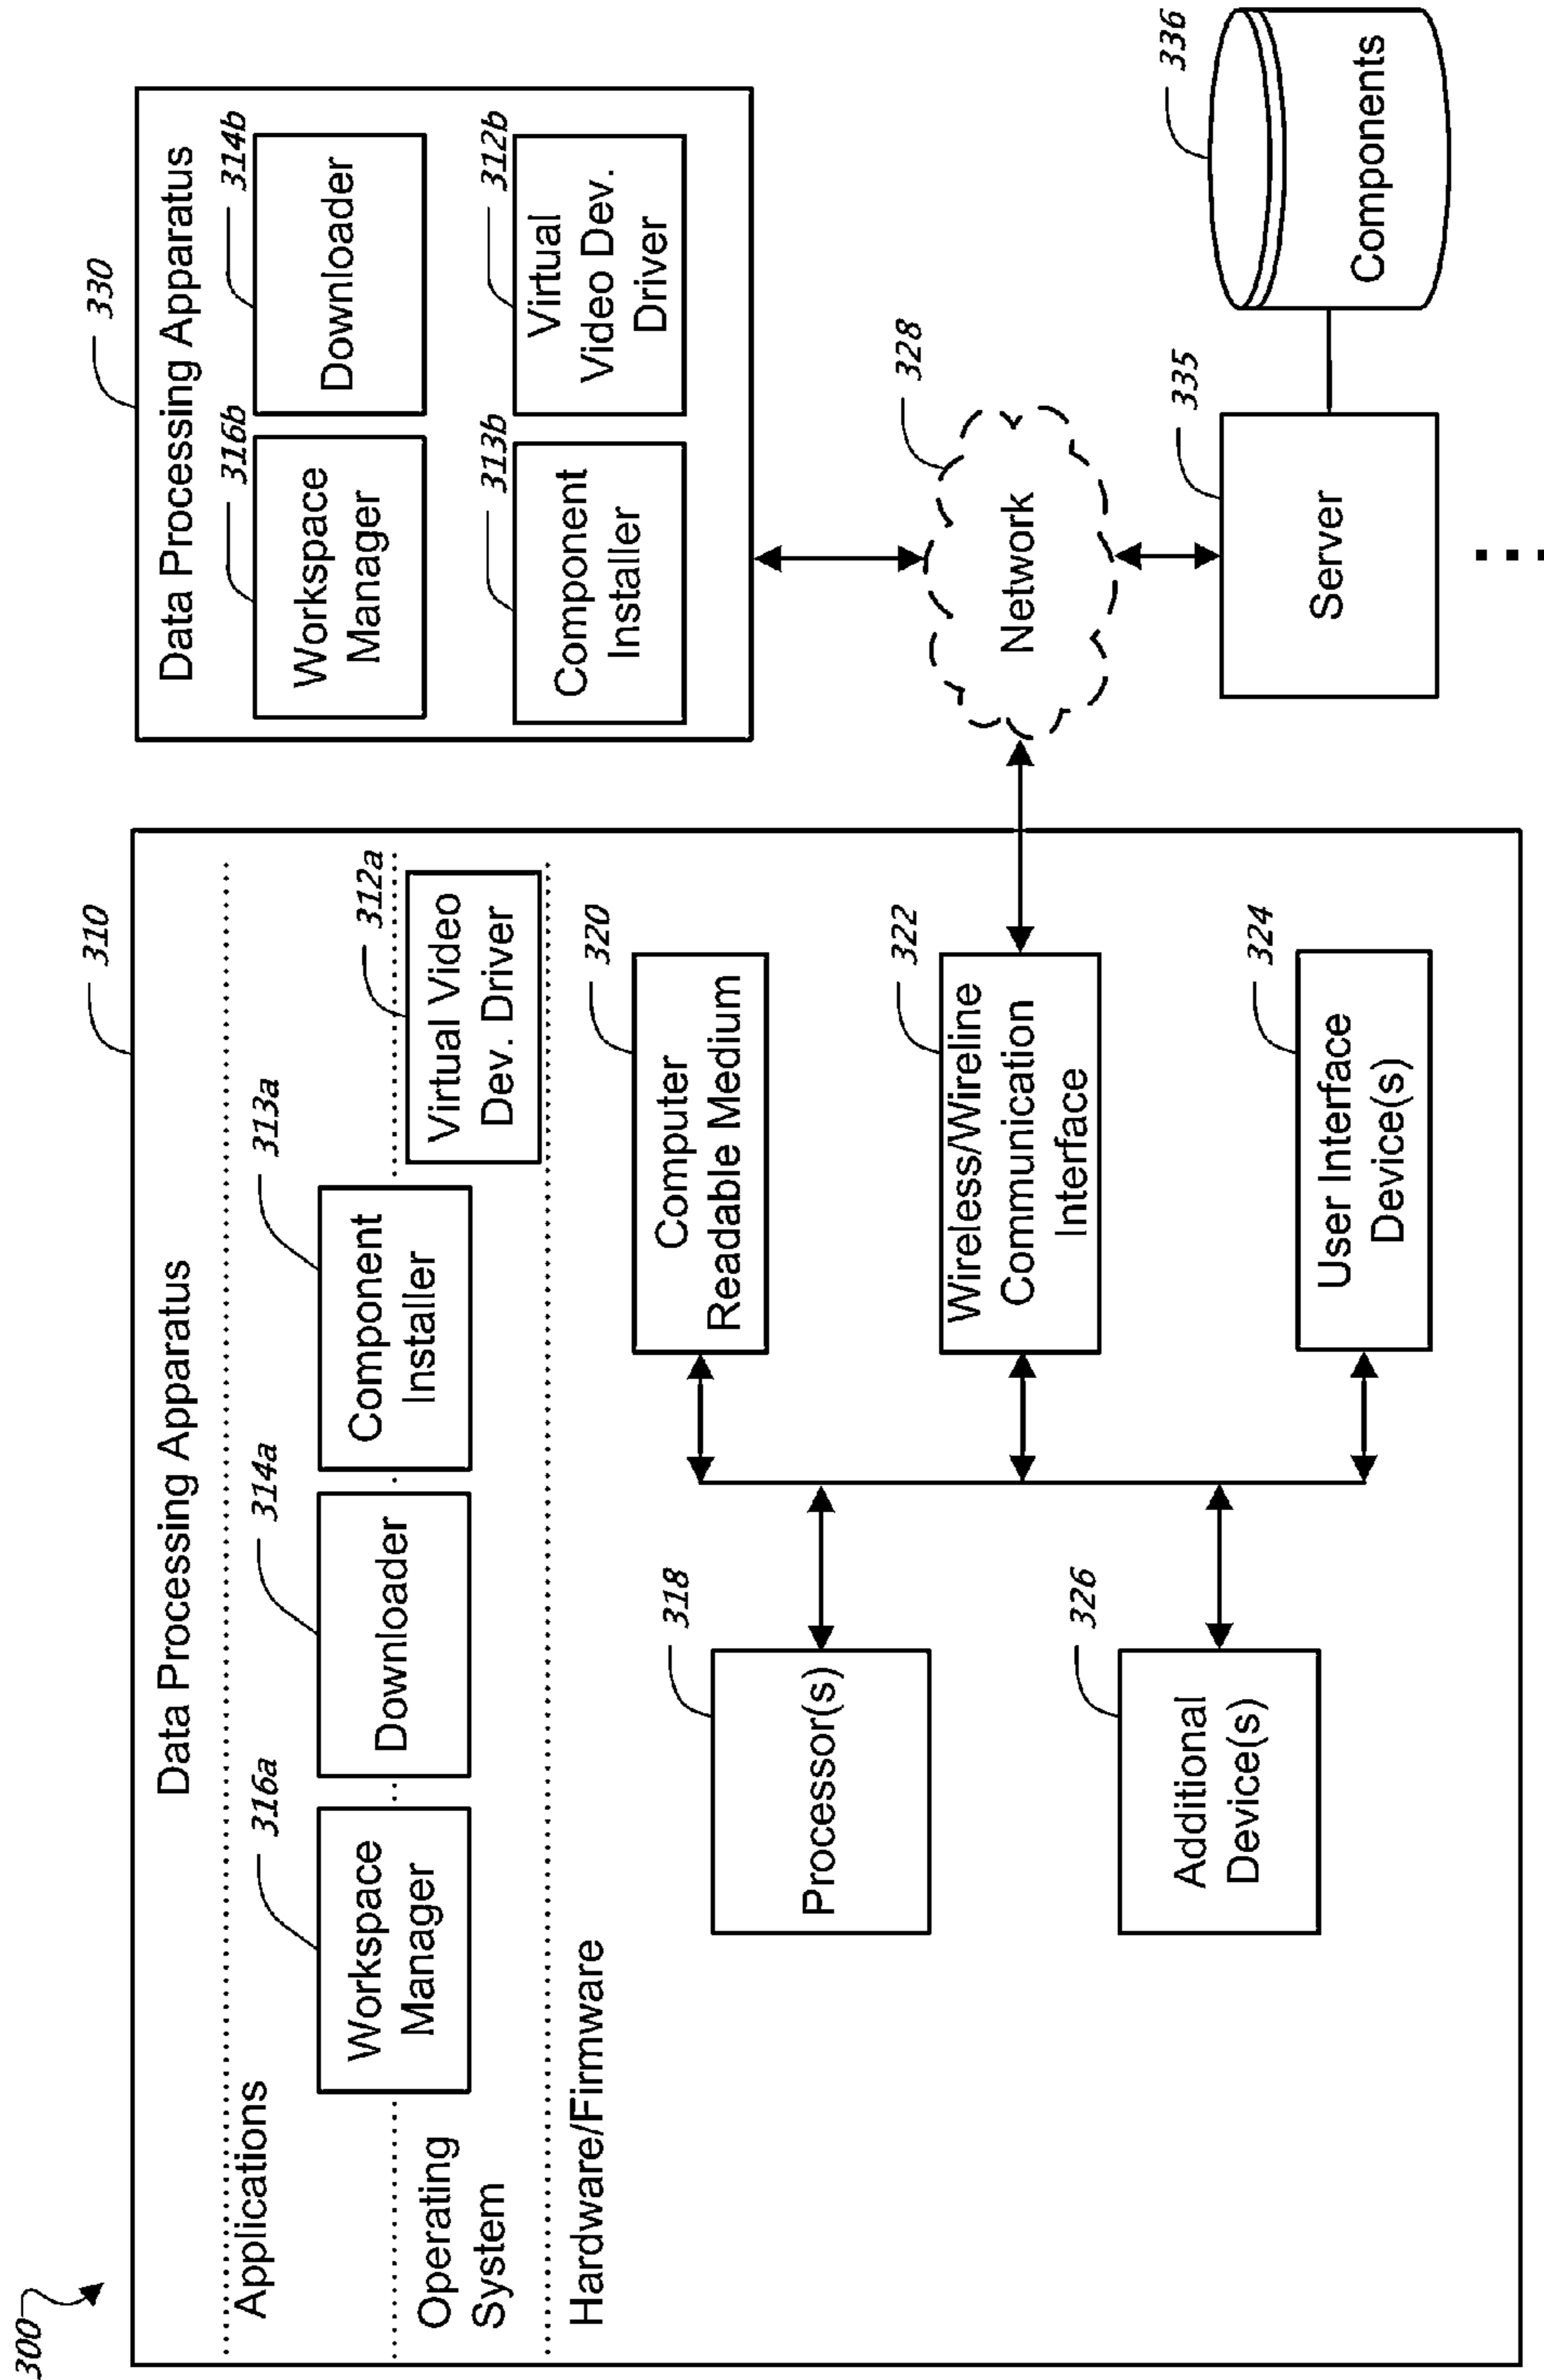 300
310
Data Processing Apparatus
Applications
316a
314a
313a
Workspace
Manager
Downloader
Component
Installer
312a
Virtual Video
Dev. Driver
Operating
System
Hardware/Firmware
318
Processor(s)
320
Computer
Readable Medium
322
Wireless/Wireline
Communication
Interface
326
Additional
Device(s)
324
User Interface
Device(s)
330
Data Processing Apparatus
316b
314b
Workspace
Manager
Downloader
313b
312b
Component
Installer
Virtual
Video Dev.
Driver
328
Network
335
Server
336
Components
...